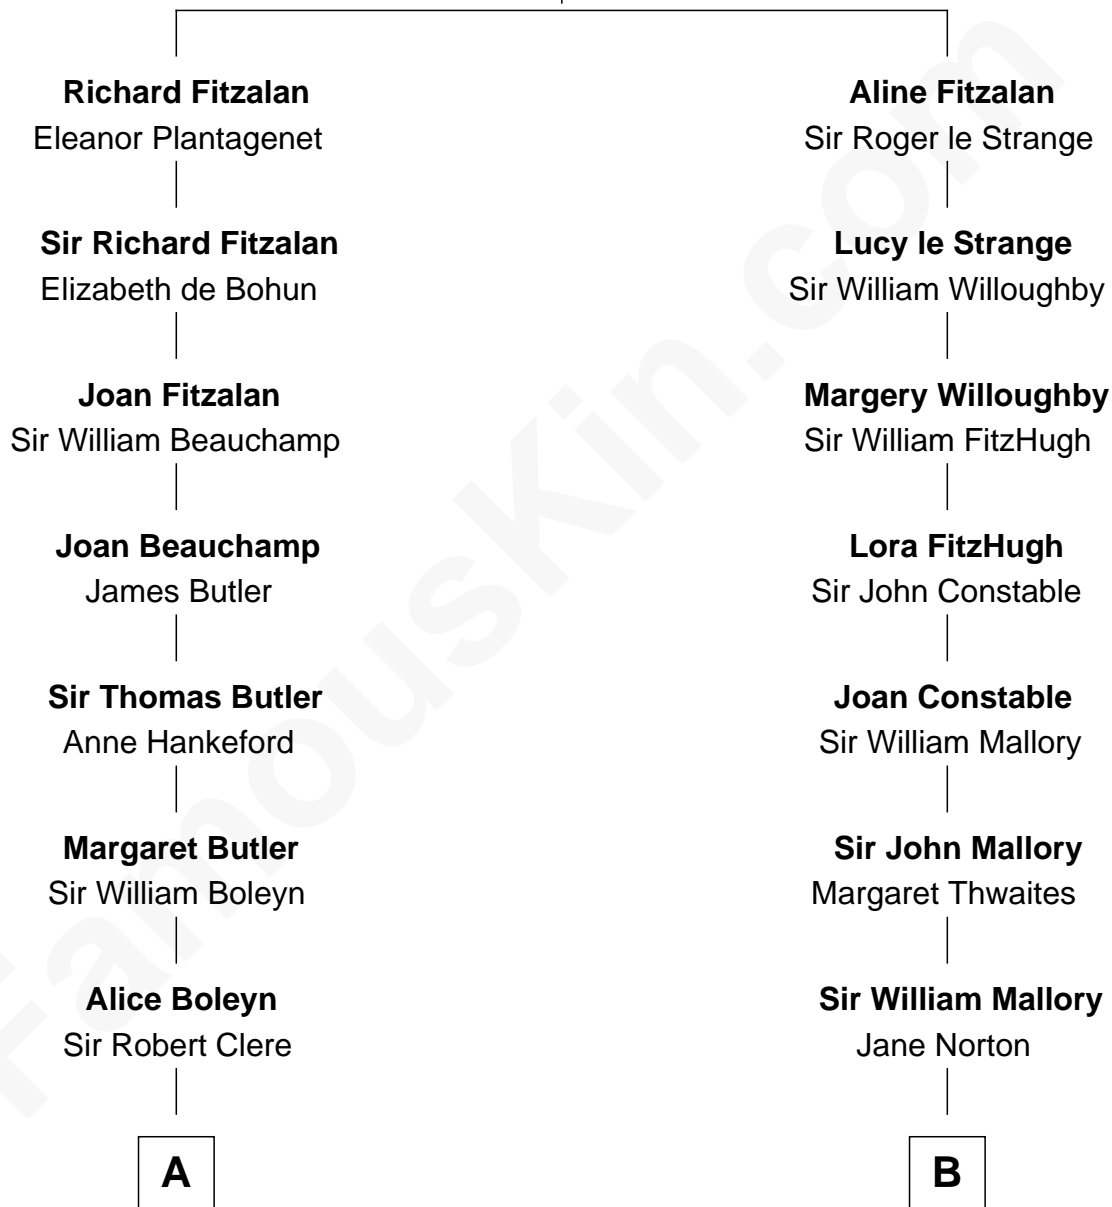 Richard Fitzalan
Eleanor Plantagenet
Sir Richard Fitzalan
Elizabeth de Bohun
Joan Fitzalan
Sir William Beauchamp
Joan Beauchamp
James Butler
Sir Thomas Butler
Anne Hankeford
Margaret Butler
Sir William Boleyn
Alice Boleyn
Sir Robert Clere
A
Aline Fitzalan
Sir Roger le Strange
Lucy le Strange
Sir William Willoughby
Margery Willoughby
Sir William FitzHugh
Lora FitzHugh
Sir John Constable
Joan Constable
Sir William Mallory
Sir John Mallory
Margaret Thwaites
Sir William Mallory
Jane Norton
B
FamousKin.com